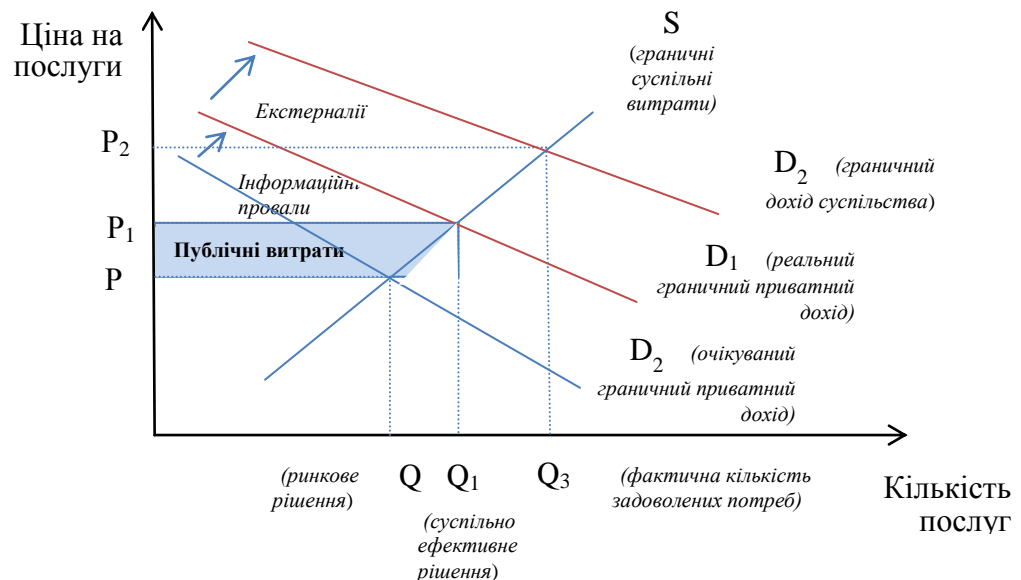 Ціна на
послуги
S
(граничні
суспільні
витрати)
Екстерналії
P2
D2 (граничний
дохід суспільства)
Інформаційні
провали
P1
Публічні витрати
D1 (реальний
граничний приватний
дохід)
P
D2 (очікуваний
граничний приватний
дохід)
(ринкове
рішення)
Q
Q1
Q3
(фактична кількість
задоволених потреб)
Кількість
послуг
(суспільно
ефективне
рішення)